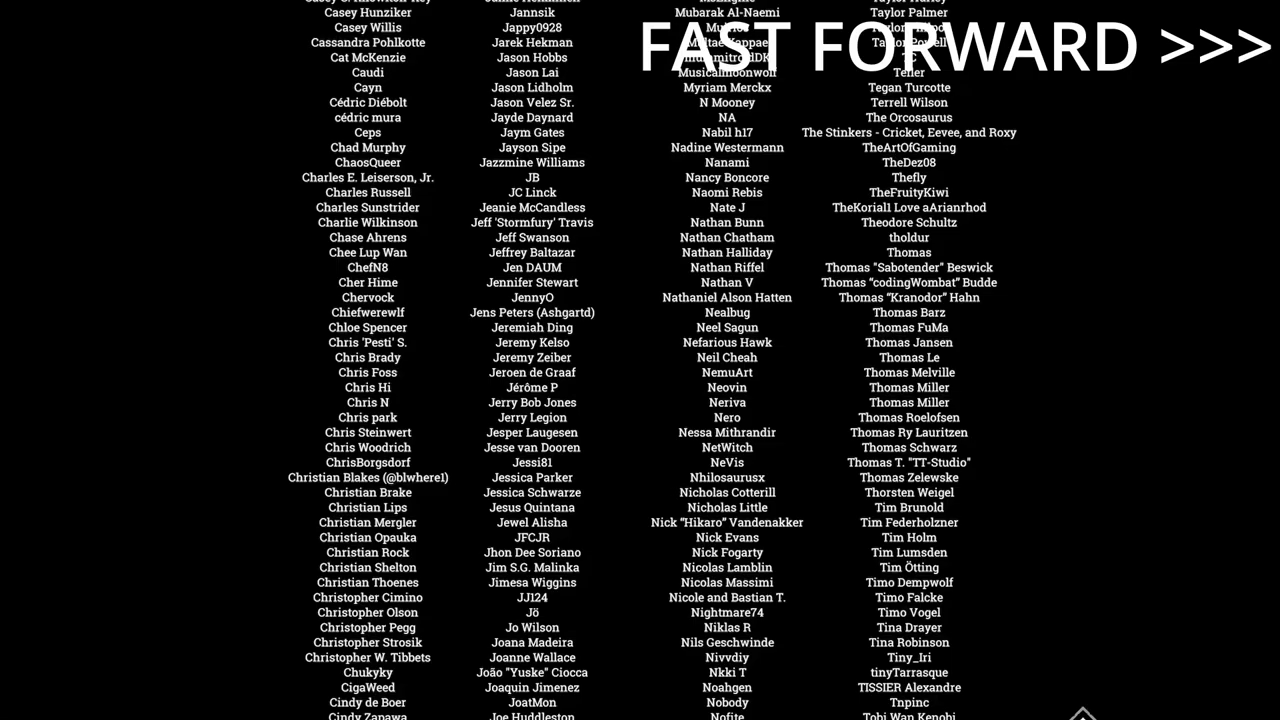 FAST FORWARD >>>
Casey Hunziker
Casey Willis
Cassandra Pohlkotte
Cat McKenzie
Caudi
Cayn
Cédric Diébolt
cédric mura
Ceps
Chad Murphy
ChaosQueer
Charles E. Leiserson, Jr.
Charles Russell
Charles Sunstrider
Charlie Wilkinson
Chase Ahrens
Chee Lup Wan
ChefN8
Cher Hime
Chervock
Chiefwerewlf
Chloe Spencer
Chris 'Pesti' S.
Chris Brady
Chris Foss
Chris Hi
Chris N
Chris park
Chris Steinwert
Chris Woodrich
ChrisBorgsdorf
Christian Blakes (@blwhere1)
Christian Brake
Christian Lips
Christian Mergler
Christian Opauka
Christian Rock
Christian Shelton
Christian Thoenes
Christopher Cimino
Christopher Olson
Christopher Pegg
Christopher Strosik
Christopher W. Tibbets
Chukyky
CigaWeed
Cindy de Boer
Cindy Zapawa
Jannsik
Jappy0928
Jarek Hekman
Jason Hobbs
Jason Lai
Jason Lidholm
Jason Velez Sr.
Jayde Daynard
Jaym Gates
Jayson Sipe
Jazzmine Williams
JB
JC Linck
Jeanie McCandless
Jeff 'Stormfury' Travis
Jeff Swanson
Jeffrey Baltazar
Jen DAUM
Jennifer Stewart
JennyO
Jens Peters (Ashgartd)
Jeremiah Ding
Jeremy Kelso
Jeremy Zeiber
Jeroen de Graaf
Jérôme P
Jerry Bob Jones
Jerry Legion
Jesper Laugesen
Jesse van Dooren
Jessi81
Jessica Parker
Jessica Schwarze
Jesus Quintana
Jewel Alisha
JFCJR
Jhon Dee Soriano
Jim S.G. Malinka
Jimesa Wiggins
JJ124
Jö
Jo Wilson
Joana Madeira
Joanne Wallace
João "Yuske" Ciocca
Joaquin Jimenez
JoatMon
Joe Huddleston
Mubarak Al-Naemi
Musicalmoonwolf
Myriam Merckx
N Mooney
NA
Nabil h17
Nadine Westermann
Nanami
Nancy Boncore
Naomi Rebis
Nate J
Nathan Bunn
Nathan Chatham
Nathan Halliday
Nathan Riffel
Nathan V
Nathaniel Alson Hatten
Nealbug
Neel Sagun
Nefarious Hawk
Neil Cheah
NemuArt
Neovin
Neriva
Nero
Nessa Mithrandir
NetWitch
NeVis
Nhilosaurusx
Nicholas Cotterill
Nicholas Little
Nick “Hikaro” Vandenakker
Nick Evans
Nick Fogarty
Nicolas Lamblin
Nicolas Massimi
Nicole and Bastian T.
Nightmare74
Niklas R
Nils Geschwinde
Nivvdiy
Nkki T
Noahgen
Nobody
Nofite
Taylor Palmer
Taylor Powell
TC
Teller
Tegan Turcotte
Terrell Wilson
The Orcosaurus
The Stinkers - Cricket, Eevee, and Roxy
TheArtOfGaming
TheDez08
Thefly
TheFruityKiwi
TheKorial1 Love aArianrhod
Theodore Schultz
tholdur
Thomas
Thomas "Sabotender" Beswick
Thomas “codingWombat” Budde
Thomas “Kranodor” Hahn
Thomas Barz
Thomas FuMa
Thomas Jansen
Thomas Le
Thomas Melville
Thomas Miller
Thomas Miller
Thomas Roelofsen
Thomas Ry Lauritzen
Thomas Schwarz
Thomas T. "TT-Studio"
Thomas Zelewske
Thorsten Weigel
Tim Brunold
Tim Federholzner
Tim Holm
Tim Lumsden
Tim Ötting
Timo Dempwolf
Timo Falcke
Timo Vogel
Tina Drayer
Tina Robinson
Tiny_Iri
tinyTarrasque
TISSIER Alexandre
Tnpinc
Tobi Wan Kenobi